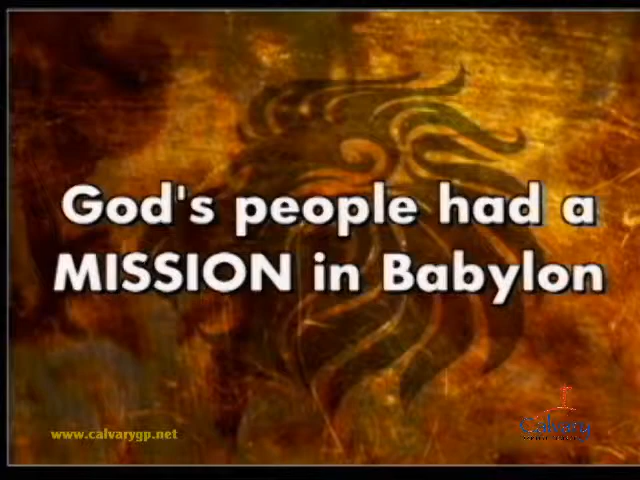 God's people had a
MISSION in Babylon
www.calvarygp.net
Calvary